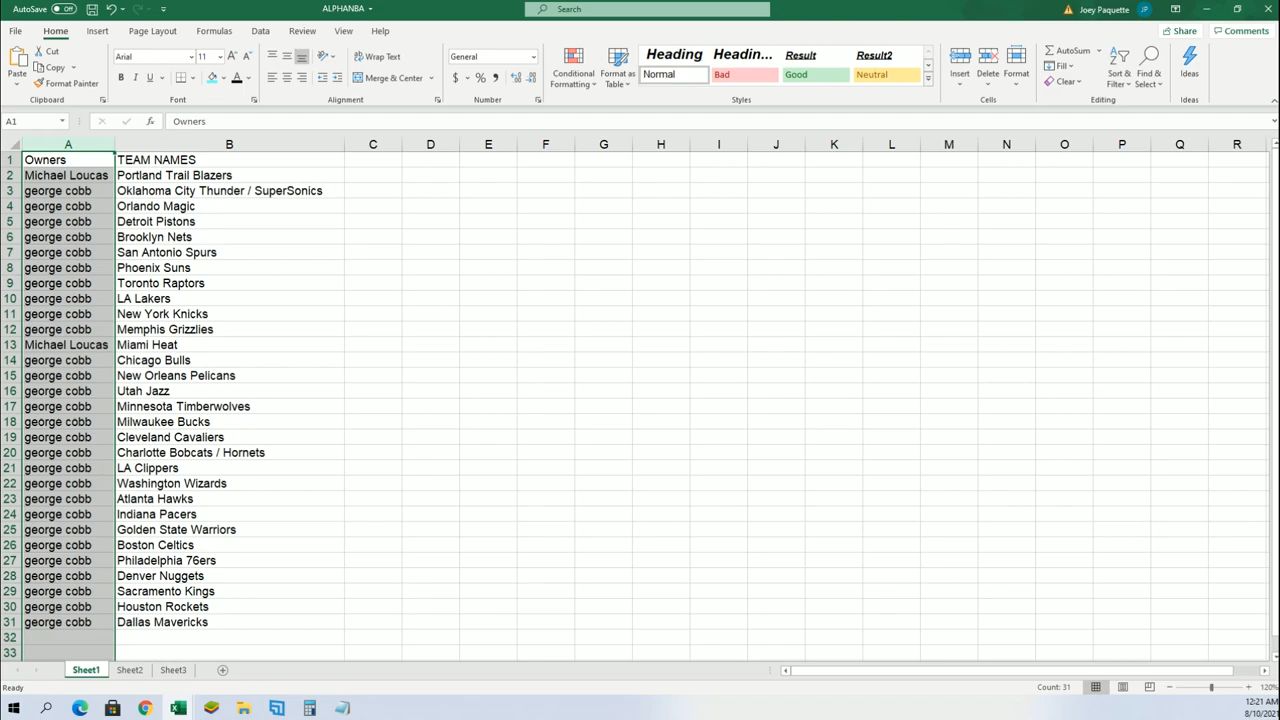 AutoSave Off ALPHANBA Search Joey Paquette JP
File Home Insert Page Layout Formulas Data Review View Help Share Comments
Paste Cut Copy Format Painter Clipboard
Arial 11 A A B I U A Font
Wrap Text Merge & Center Alignment
General $ % Number
Conditional Formatting Format as Table
Heading Headin... Result Result2
Normal Bad Good Neutral Styles
Insert Delete Format Cells
AutoSum Fill Clear Sort & Filter Find & Select Editing
Ideas Ideas
A1 fx Owners
A B C D E F G H I J K L M N O P Q R
1 Owners TEAM NAMES
2 Michael Loucas Portland Trail Blazers
3 george cobb Oklahoma City Thunder / SuperSonics
4 george cobb Orlando Magic
5 george cobb Detroit Pistons
6 george cobb Brooklyn Nets
7 george cobb San Antonio Spurs
8 george cobb Phoenix Suns
9 george cobb Toronto Raptors
10 george cobb LA Lakers
11 george cobb New York Knicks
12 george cobb Memphis Grizzlies
13 Michael Loucas Miami Heat
14 george cobb Chicago Bulls
15 george cobb New Orleans Pelicans
16 george cobb Utah Jazz
17 george cobb Minnesota Timberwolves
18 george cobb Milwaukee Bucks
19 george cobb Cleveland Cavaliers
20 george cobb Charlotte Bobcats / Hornets
21 george cobb LA Clippers
22 george cobb Washington Wizards
23 george cobb Atlanta Hawks
24 george cobb Indiana Pacers
25 george cobb Golden State Warriors
26 george cobb Boston Celtics
27 george cobb Philadelphia 76ers
28 george cobb Denver Nuggets
29 george cobb Sacramento Kings
30 george cobb Houston Rockets
31 george cobb Dallas Mavericks
32
33
Sheet1 Sheet2 Sheet3
Ready Count: 31 120%
12:21 AM